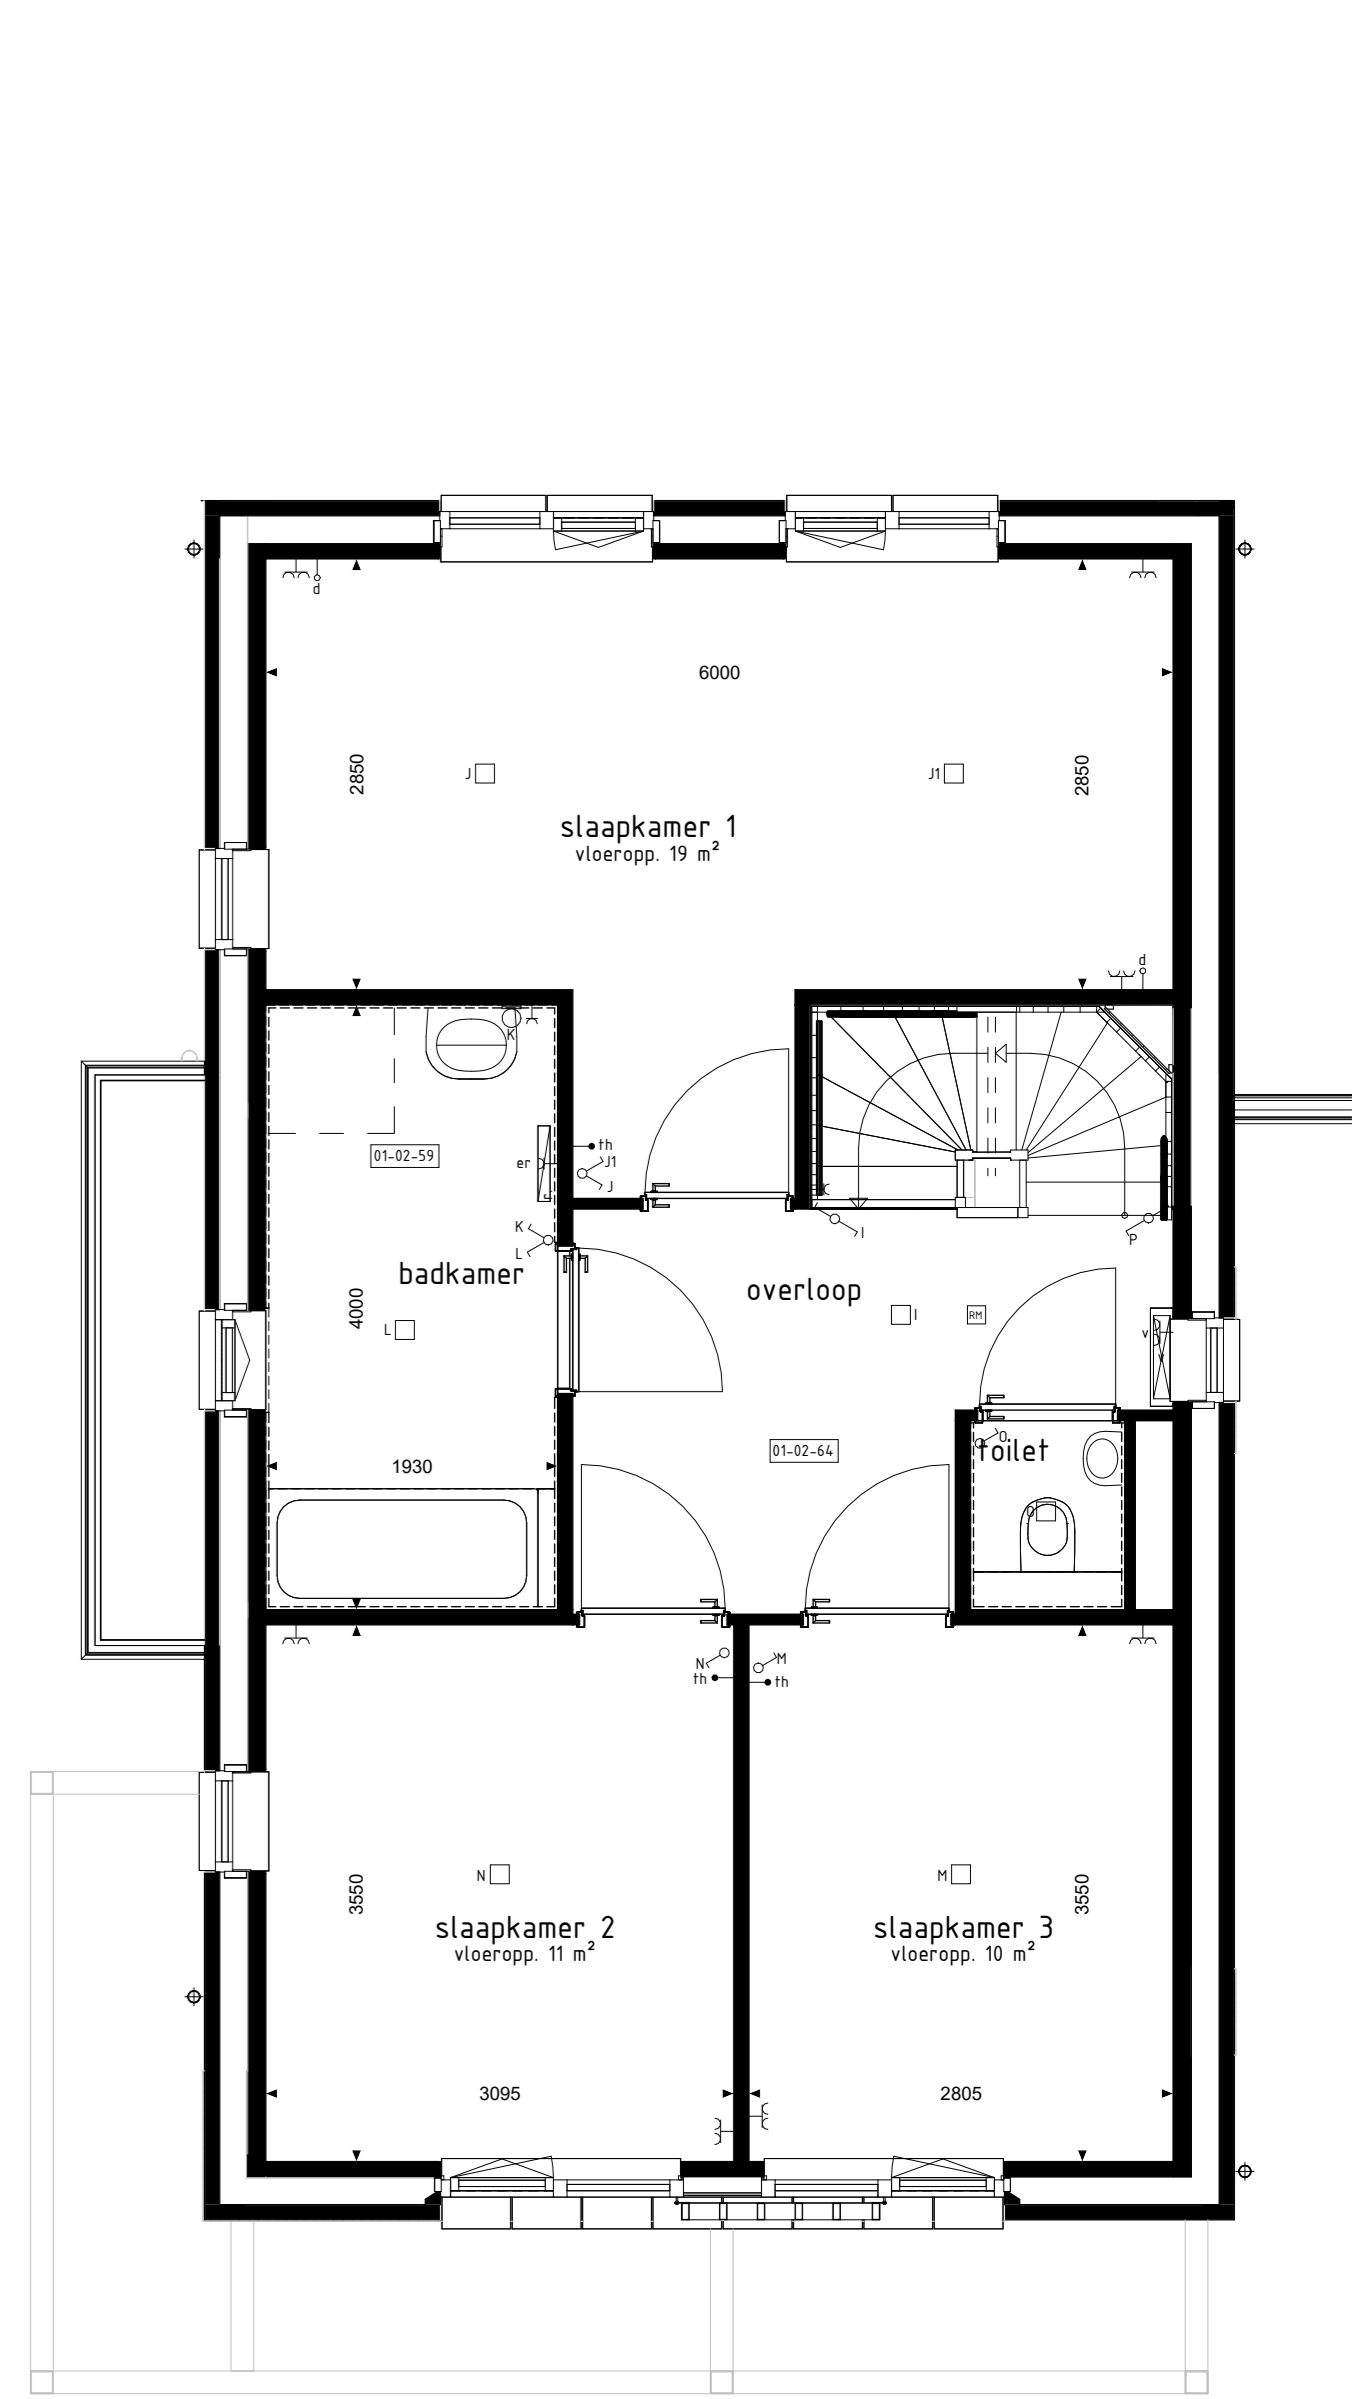 d
6000
2850
2850
J
J1
slaapkamer 1
vloeropp. 19 m²
d
K
th
J1
J
er
01-02-59
K
L
I
P
badkamer
overloop
4000
L
I
RM
v
O
toilet
01-02-64
1930
O
N
th
M
th
N
M
3550
3550
slaapkamer 2
vloeropp. 11 m²
slaapkamer 3
vloeropp. 10 m²
3095
2805